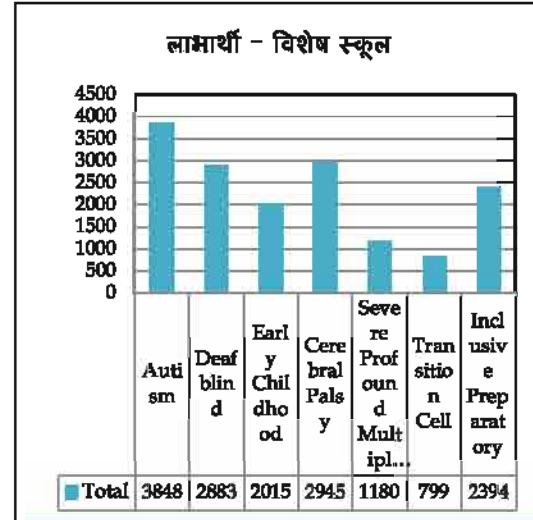 लाभार्थी - विशेष स्कूल
4500
4000
3500
3000
2500
2000
1500
1000
500
0
Auti
sm
Deaf
blin
d
Earl
y
Chil
dho
od
Cere
bral
Pals
y
Seve
re
Prof
oun
d
Mult
ipl...
Tran
sitio
n
Cell
Incl
usiv
e
Prep
arat
ory
Total 3848 2883 2015 2945 1180 799 2394